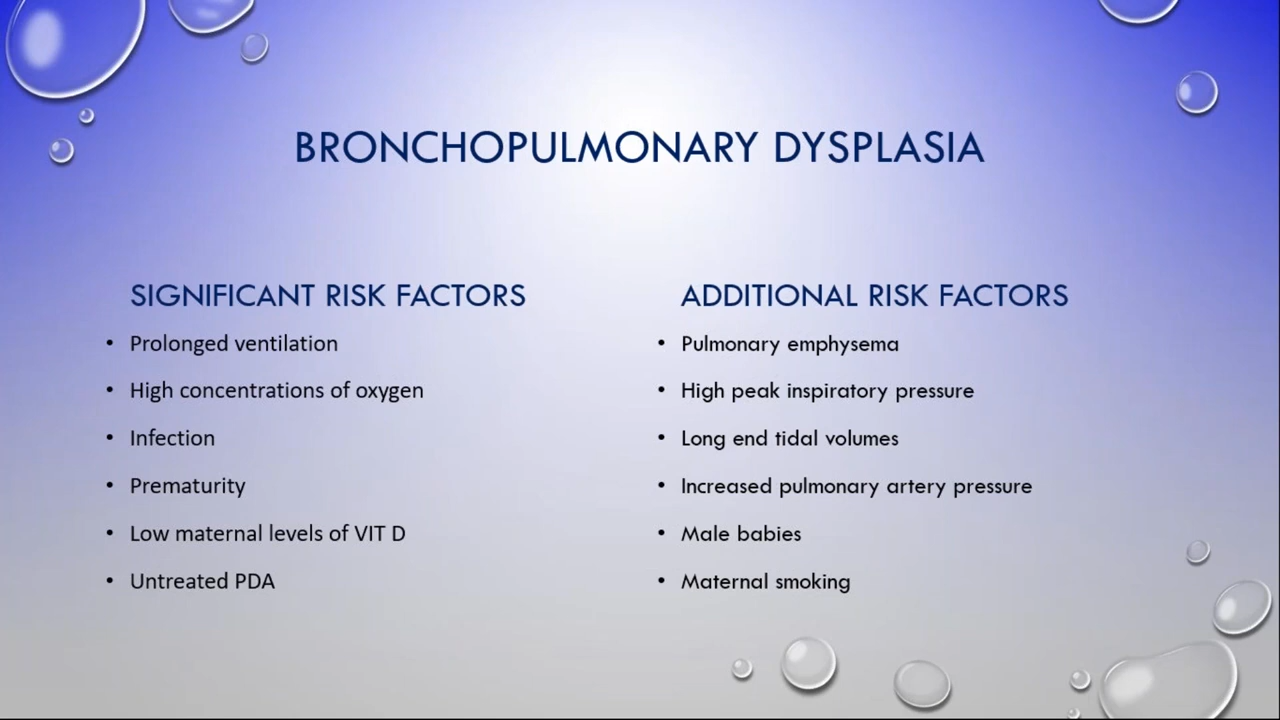 BRONCHOPULMONARY DYSPLASIA
SIGNIFICANT RISK FACTORS
• Prolonged ventilation
• High concentrations of oxygen
• Infection
• Prematurity
• Low maternal levels of VIT D
• Untreated PDA
ADDITIONAL RISK FACTORS
• Pulmonary emphysema
• High peak inspiratory pressure
• Long end tidal volumes
• Increased pulmonary artery pressure
• Male babies
• Maternal smoking